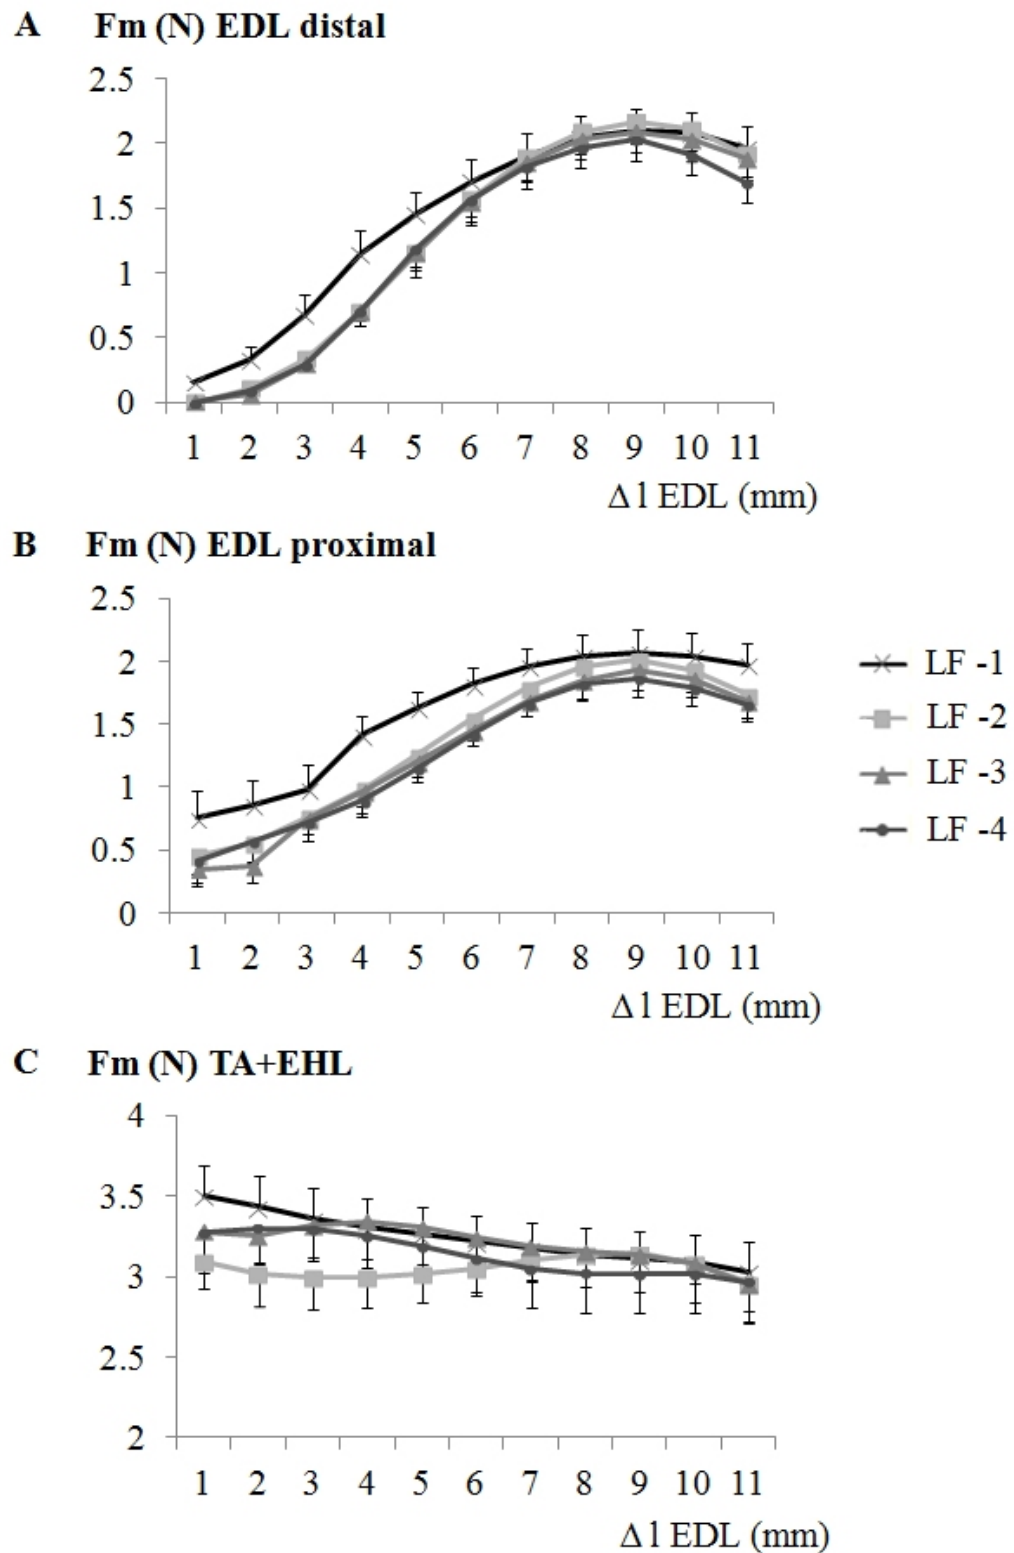 A Fm (N) EDL distal
2.5
2
1.5
1
0.5
0
1 2 3 4 5 6 7 8 9 10 11
Δ l EDL (mm)
B Fm (N) EDL proximal
2.5
2
1.5
1
0.5
0
1 2 3 4 5 6 7 8 9 10 11
Δ l EDL (mm)
LF -1
LF -2
LF -3
LF -4
C Fm (N) TA+EHL
4
3.5
3
2.5
2
1 2 3 4 5 6 7 8 9 10 11
Δ l EDL (mm)